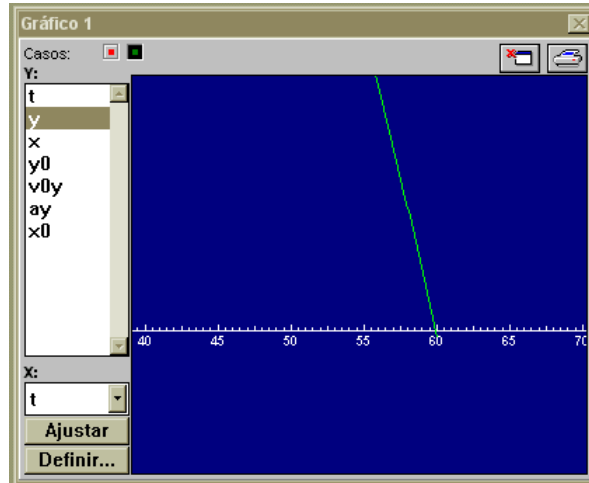 Gráfico 1
Casos:
Y:
t
y
x
y0
v0y
ay
x0
40 45 50 55 60 65 70
X:
t
Ajustar
Definir...